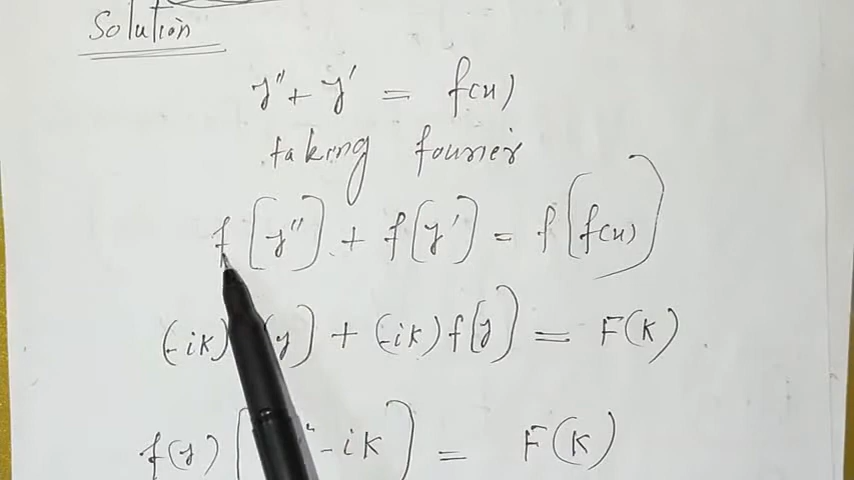 Solution
y" + y' = f(x)
taking fourier
f[y"] + f[y'] = f[f(x)]
(-ik) y] + (-ik) f[y] = F(K)
f(y) [ " - ik] = F(K)